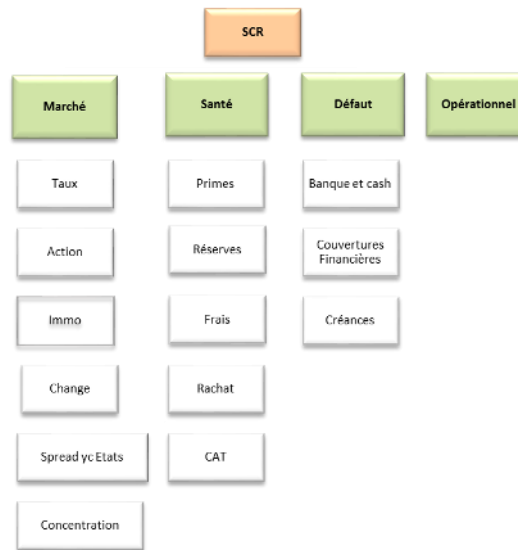 SCR
Marché
Santé
Défaut
Opérationnel
Taux
Primes
Banque et cash
Action
Réserves
Couvertures
Financières
Immo
Frais
Créances
Change
Rachat
Spread yc Etats
CAT
Concentration